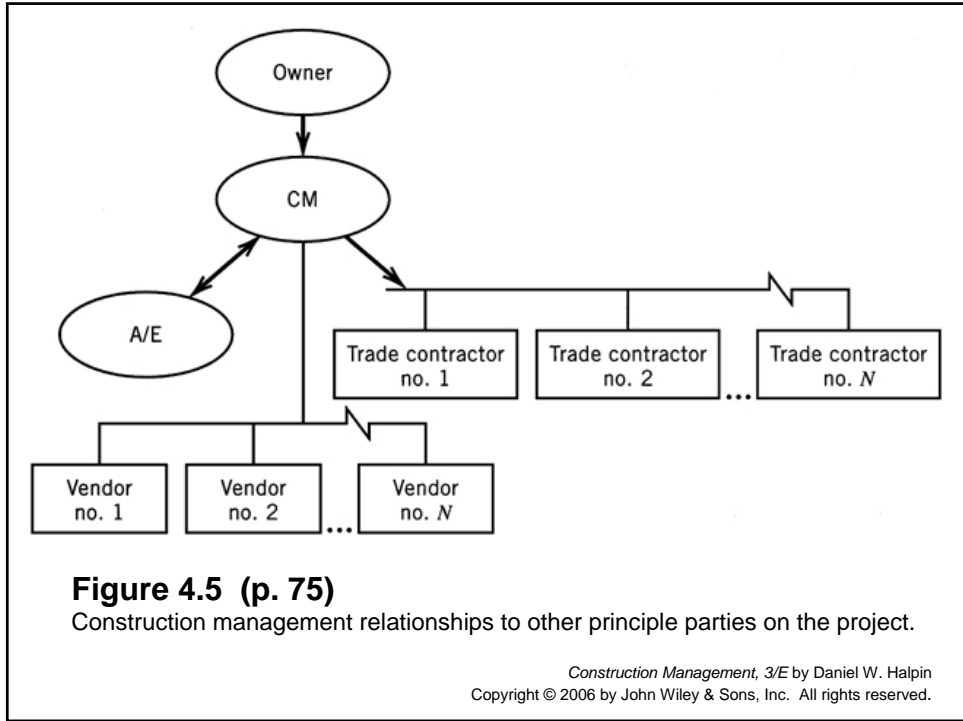 Owner
CM
A/E
Trade contractor
no. 1
Trade contractor
no. 2
...
Trade contractor
no. N
Vendor
no. 1
Vendor
no. 2
...
Vendor
no. N
Figure 4.5 (p. 75)
Construction management relationships to other principle parties on the project.
Construction Management, 3/E by Daniel W. Halpin
Copyright © 2006 by John Wiley & Sons, Inc. All rights reserved.